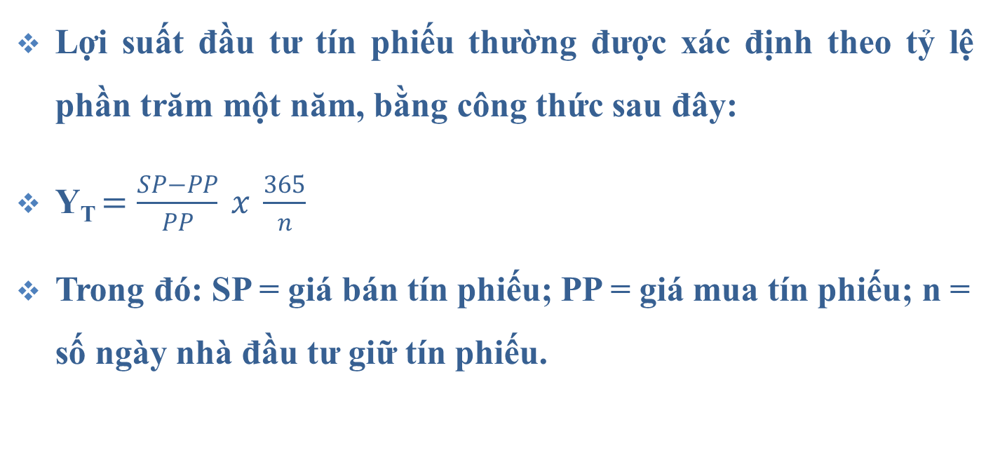 ❖ Lợi suất đầu tư tín phiếu thường được xác định theo tỷ lệ
phần trăm một năm, bằng công thức sau đây:
❖ Y_T = \frac{SP−PP}{PP} x \frac{365}{n}
❖ Trong đó: SP = giá bán tín phiếu; PP = giá mua tín phiếu; n =
số ngày nhà đầu tư giữ tín phiếu.